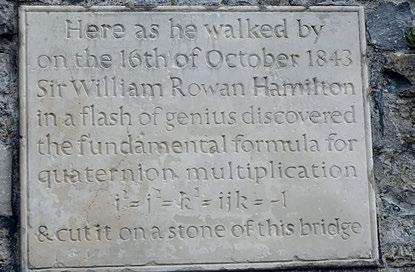 Here as he walked by
on the 16th of October 1843
Sir William Rowan Hamilton
in a flash of genius discovered
the fundamental formula for
quaternion multiplication
i² = j² = k² = ijk = -1
& cut it on a stone of this bridge